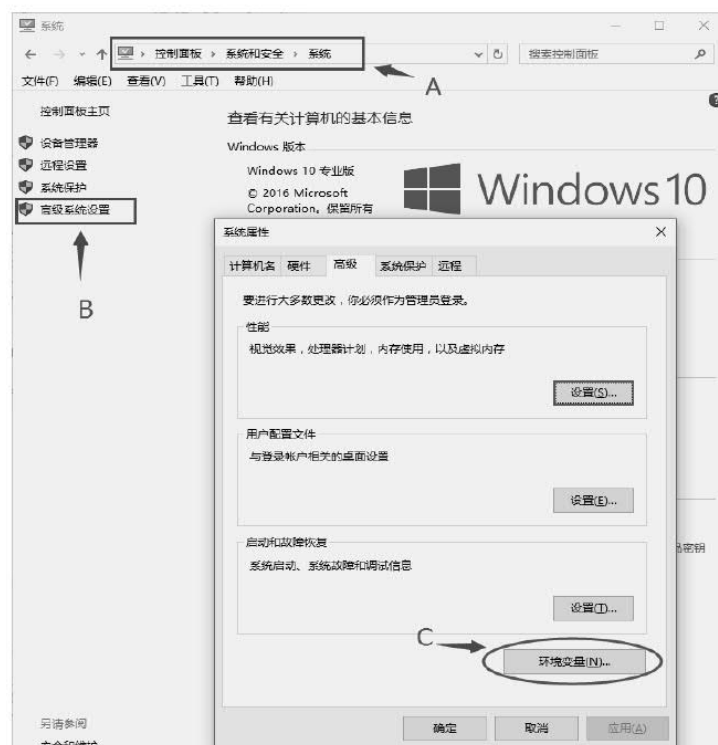 系统
控制面板 › 系统和安全 › 系统
搜索控制面板
文件(F) 编辑(E) 查看(V) 工具(T) 帮助(H)
A
控制面板主页
查看有关计算机的基本信息
设备管理器
Windows 版本
远程设置
Windows 10 专业版
系统保护
© 2016 Microsoft
Corporation。保留所有
高级系统设置
Windows 10
B
系统属性
计算机名 硬件 高级 系统保护 远程
要进行大多数更改，你必须作为管理员登录。
性能
视觉效果，处理器计划，内存使用，以及虚拟内存
设置(S)...
用户配置文件
与登录帐户相关的桌面设置
设置(E)...
启动和故障恢复
品密钥
系统启动、系统故障和调试信息
设置(T)...
C
环境变量(N)...
另请参阅
确定 取消 应用(A)
安全和维护